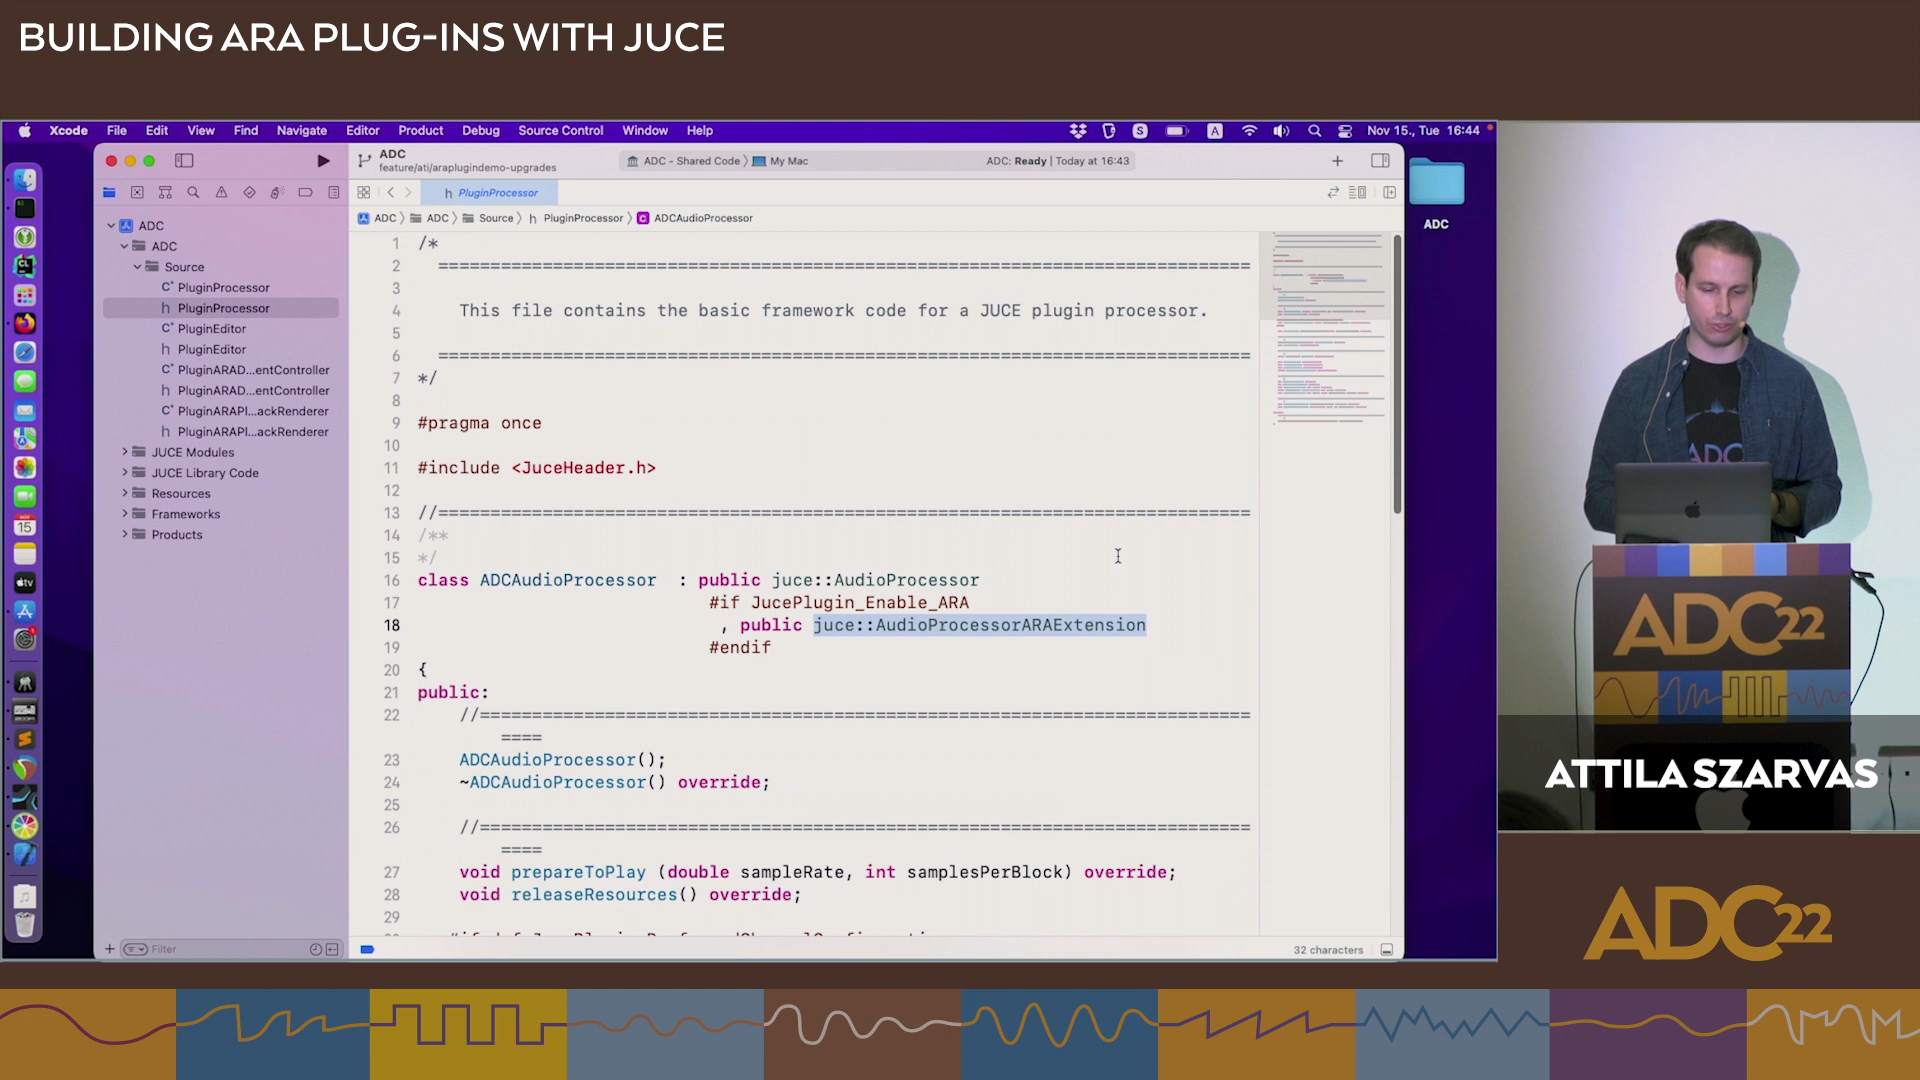 BUILDING ARA PLUG-INS WITH JUCE
Xcode File Edit View Find Navigate Editor Product Debug Source Control Window Help
S A Nov 15., Tue 16:44
ADC
feature/ati/araplugindemo-upgrades
ADC - Shared Code 〉 My Mac
ADC: Ready | Today at 16:43
h PluginProcessor
ADC 〉 ADC 〉 Source 〉 h PluginProcessor 〉 C ADCAudioProcessor
ADC
ADC
Source
C+ PluginProcessor
h PluginProcessor
C+ PluginEditor
h PluginEditor
C+ PluginARAD...entController
h PluginARAD...entController
C+ PluginARAPl...ackRenderer
h PluginARAPl...ackRenderer
JUCE Modules
JUCE Library Code
Resources
Frameworks
Products
Filter
1 /*
2 ==============================================================================
3
4 This file contains the basic framework code for a JUCE plugin processor.
5
6 ==============================================================================
7 */
8
9 #pragma once
10
11 #include <JuceHeader.h>
12
13 //==============================================================================
14 /**
15 */
16 class ADCAudioProcessor : public juce::AudioProcessor
17 #if JucePlugin_Enable_ARA
18 , public juce::AudioProcessorARAExtension
19 #endif
20 {
21 public:
22 //==========================================================================
====
23 ADCAudioProcessor();
24 ~ADCAudioProcessor() override;
25
26 //==========================================================================
====
27 void prepareToPlay (double sampleRate, int samplesPerBlock) override;
28 void releaseResources() override;
29
32 characters
ADC
CL
NOV
15
tv
ADC
ADC22
ATTILA SZARVAS
ADC22